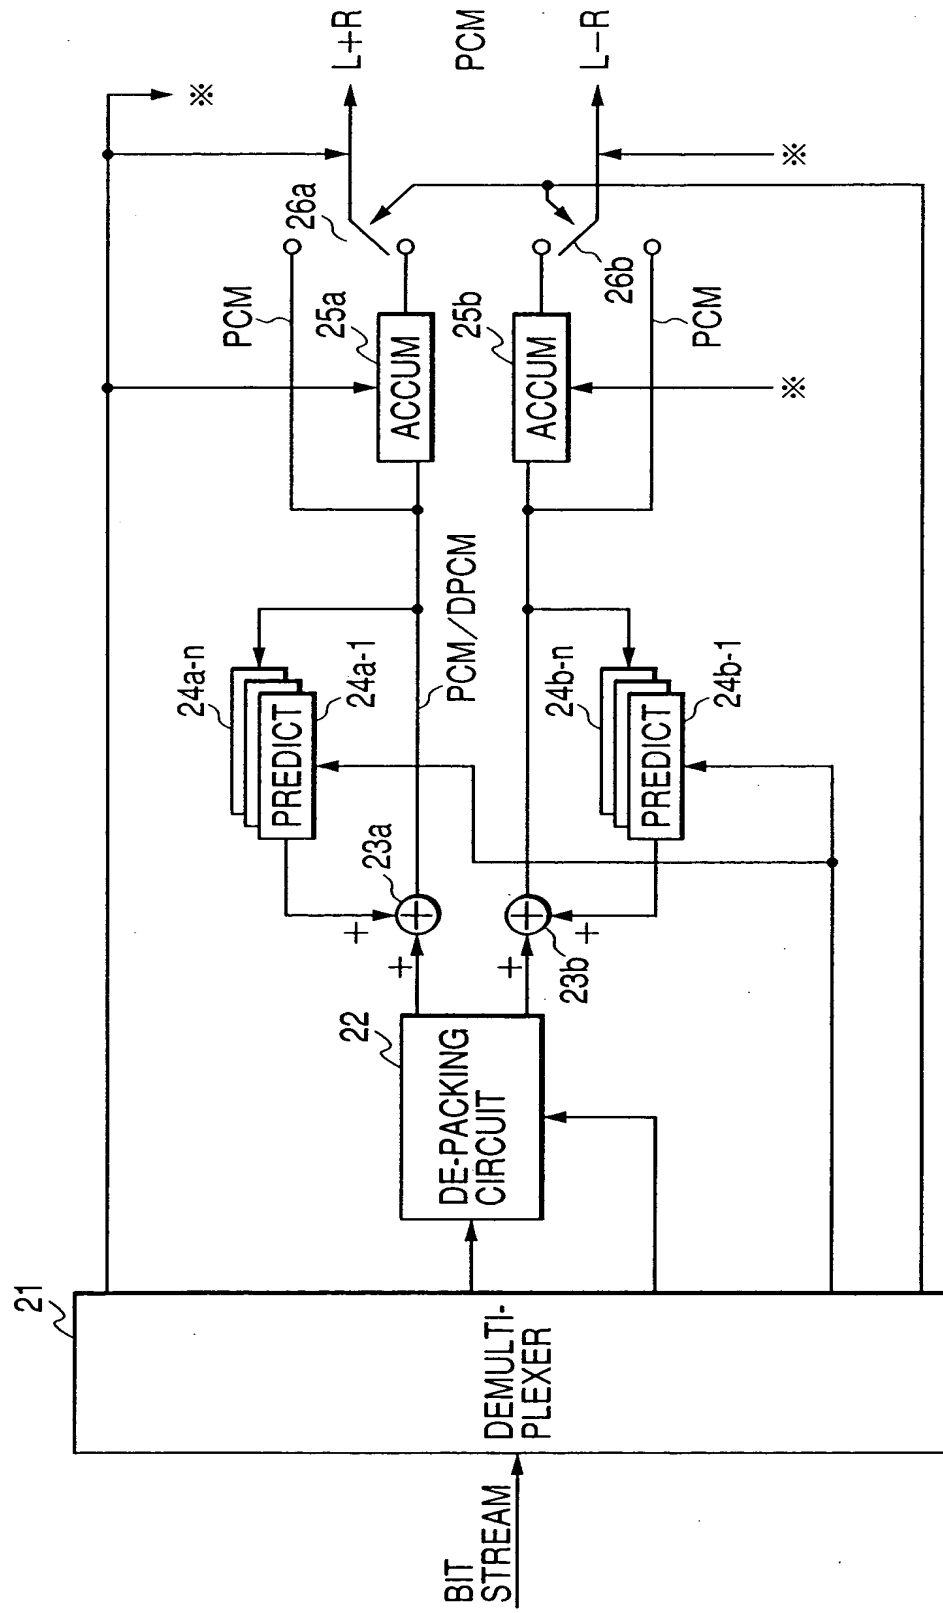 BIT
STREAM
21
DEMULTI-
PLEXER
22
DE-PACKING
CIRCUIT
+
+
23a
+
+
23b
24a-n
24a-1
PREDICT
PCM/DPCM
24b-n
24b-1
PREDICT
PCM
25a
ACCUM
25b
ACCUM
PCM
26a
26b
※
※
※
L+R
PCM
L−R